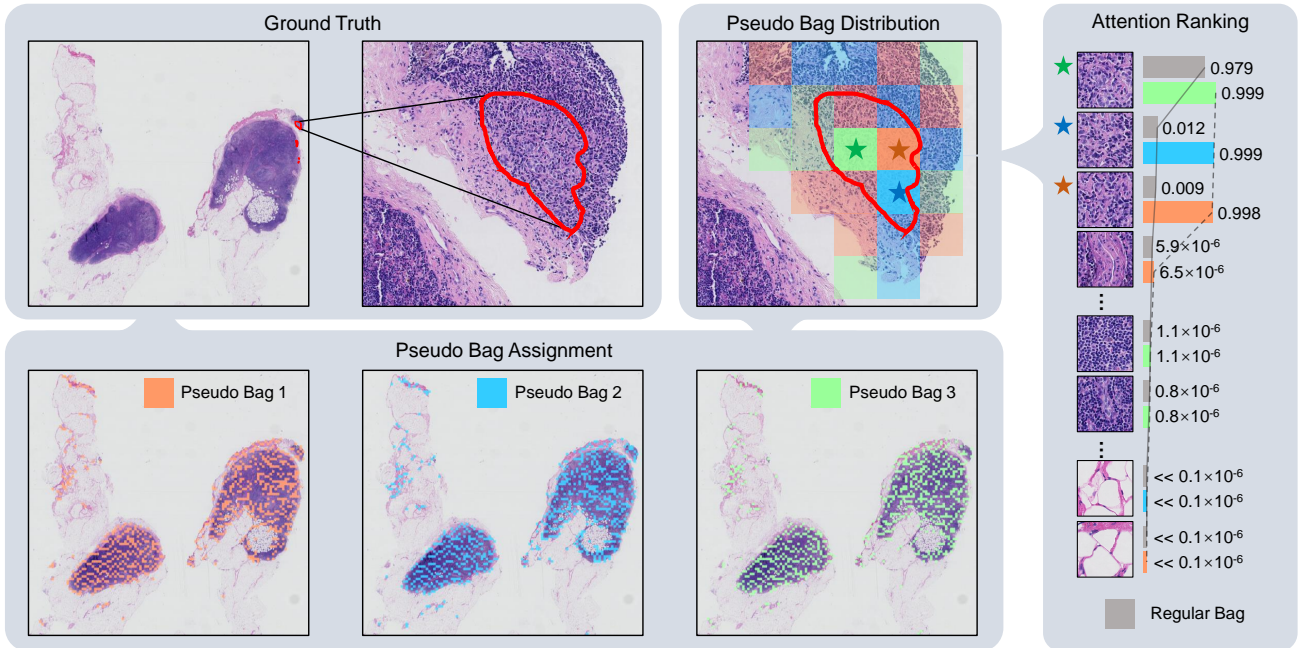 Ground Truth
Pseudo Bag Distribution
Attention Ranking
0.979
0.999
0.012
0.999
0.009
0.998
5.9×10⁻⁶
6.5×10⁻⁶
⋮
1.1×10⁻⁶
1.1×10⁻⁶
0.8×10⁻⁶
0.8×10⁻⁶
⋮
<< 0.1×10⁻⁶
<< 0.1×10⁻⁶
<< 0.1×10⁻⁶
<< 0.1×10⁻⁶
Regular Bag
Pseudo Bag Assignment
Pseudo Bag 1
Pseudo Bag 2
Pseudo Bag 3